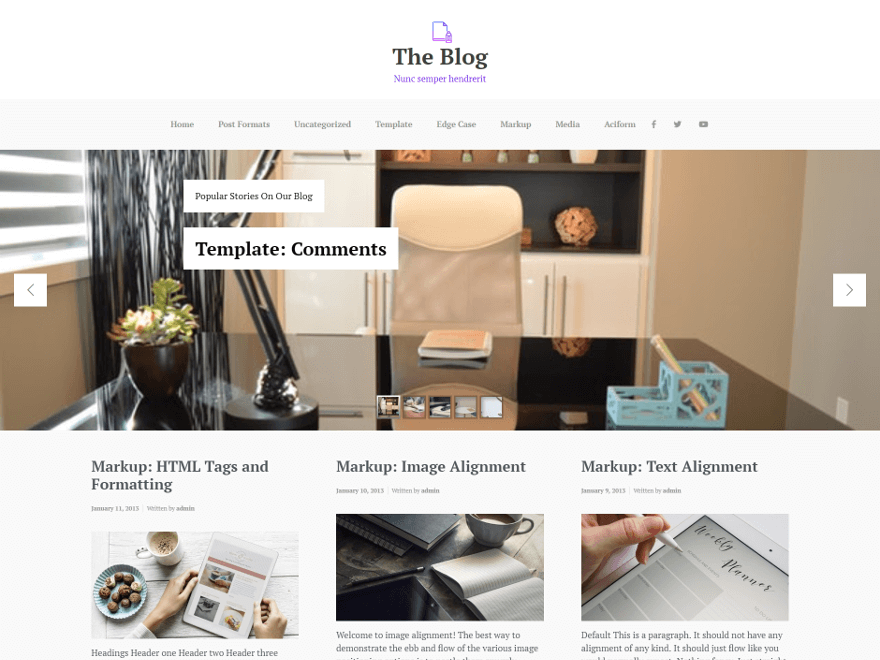 The Blog
Nunc semper hendrerit
Home Post Formats Uncategorized Template Edge Case Markup Media Aciform
Popular Stories On Our Blog
Template: Comments
Markup: HTML Tags and
Formatting
January 11, 2013 | Written by admin
Headings Header one Header two Header three
Markup: Image Alignment
January 10, 2013 | Written by admin
Welcome to image alignment! The best way to
demonstrate the ebb and flow of the various image
Markup: Text Alignment
January 9, 2013 | Written by admin
Weekly
Planner
Default This is a paragraph. It should not have any
alignment of any kind. It should just flow like you